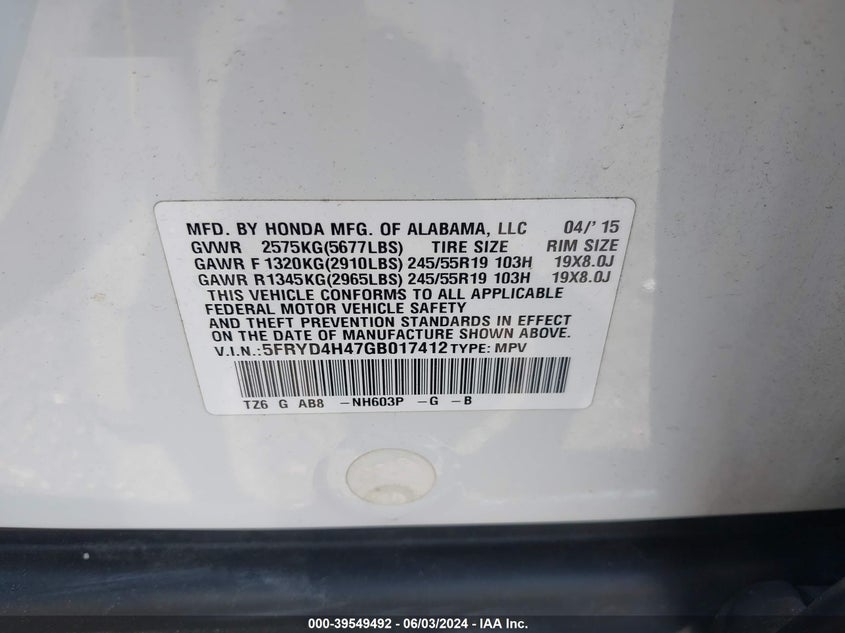 MFD. BY HONDA MFG. OF ALABAMA, LLC 04/' 15
GVWR 2575KG(5677LBS) TIRE SIZE RIM SIZE
GAWR F 1320KG(2910LBS) 245/55R19 103H 19X8.0J
GAWR R 1345KG(2965LBS) 245/55R19 103H 19X8.0J
THIS VEHICLE CONFORMS TO ALL APPLICABLE
FEDERAL MOTOR VEHICLE SAFETY
AND THEFT PREVENTION STANDARDS IN EFFECT
ON THE DATE OF MANUFACTURE SHOWN ABOVE.
V.I.N.:5FRYD4H47GB017412 TYPE: MPV
TZ6 G AB8 -NH603P -G -B
000-39549492 - 06/03/2024 - IAA Inc.